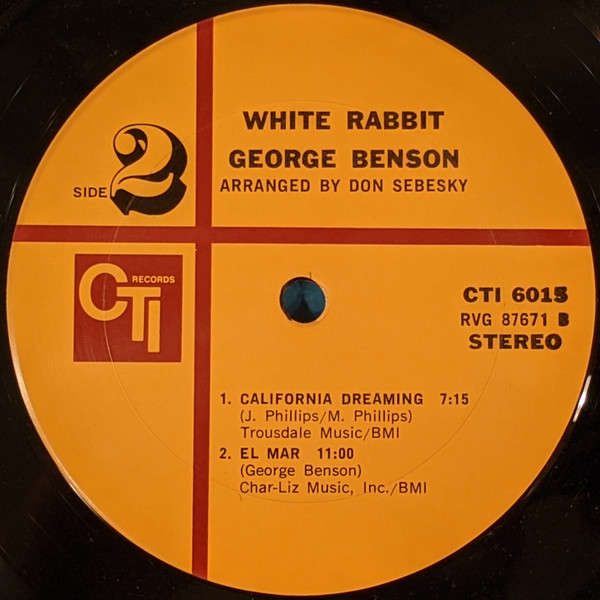 WHITE RABBIT
GEORGE BENSON
ARRANGED BY DON SEBESKY
SIDE 2
CTI RECORDS
CTI 6015
RVG 87671 B
STEREO
1. CALIFORNIA DREAMING 7:15
(J. Phillips/M. Phillips)
Trousdale Music/BMI
2. EL MAR 11:00
(George Benson)
Char-Liz Music, Inc./BMI